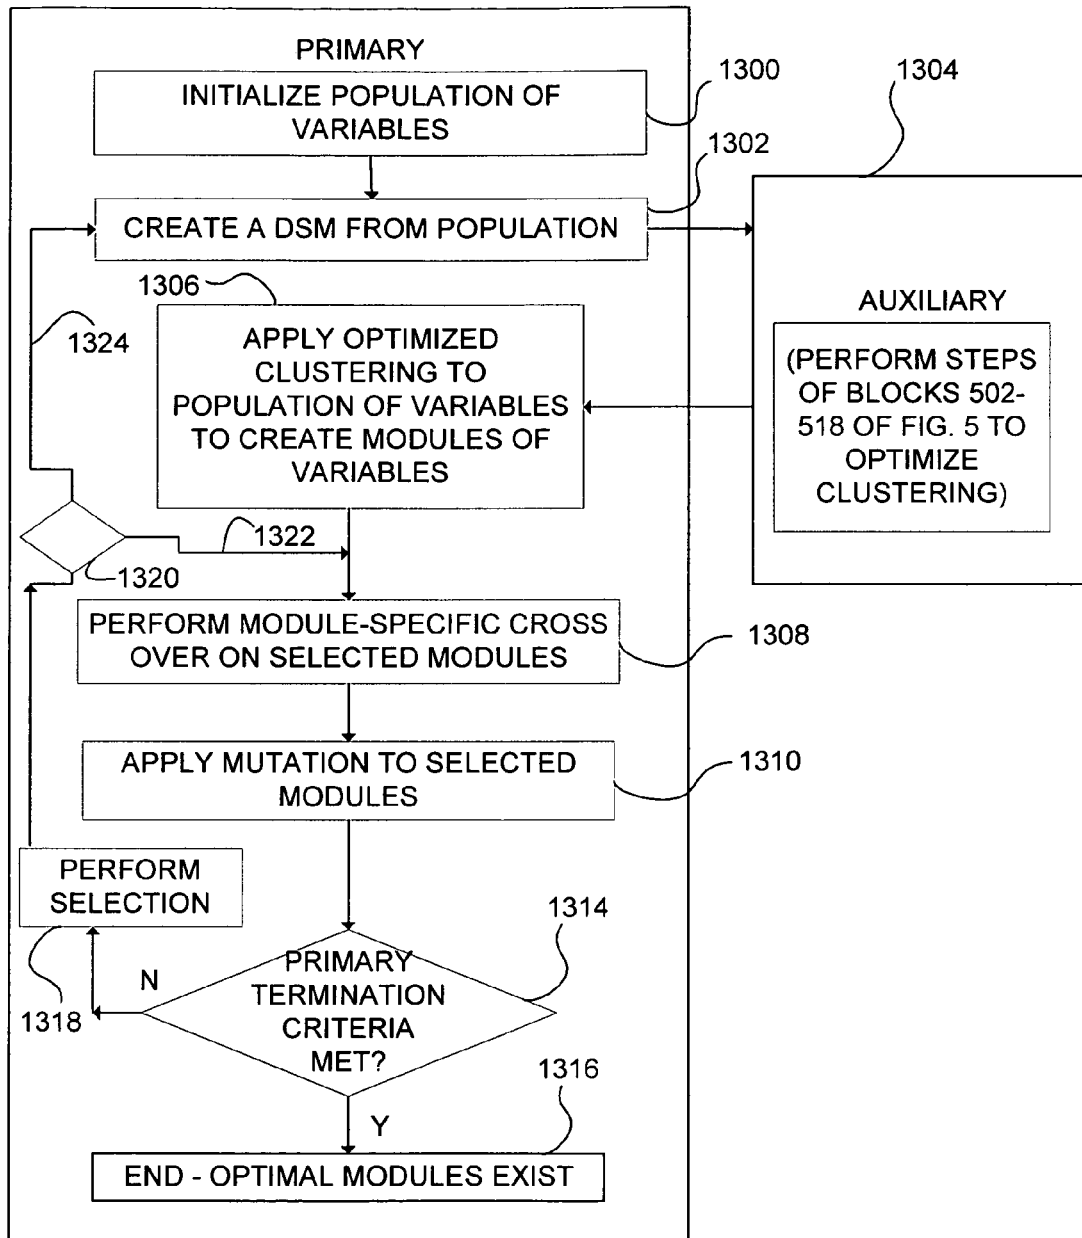 PRIMARY
1300
1304
INITIALIZE POPULATION OF
VARIABLES
1302
CREATE A DSM FROM POPULATION
1306
1324
APPLY OPTIMIZED
CLUSTERING TO
POPULATION OF VARIABLES
TO CREATE MODULES OF
VARIABLES
AUXILIARY
(PERFORM STEPS
OF BLOCKS 502-
518 OF FIG. 5 TO
OPTIMIZE
CLUSTERING)
1322
1320
PERFORM MODULE-SPECIFIC CROSS
OVER ON SELECTED MODULES
1308
APPLY MUTATION TO SELECTED
MODULES
1310
PERFORM
SELECTION
1318
N
PRIMARY
TERMINATION
CRITERIA
MET?
1314
Y
1316
END - OPTIMAL MODULES EXIST